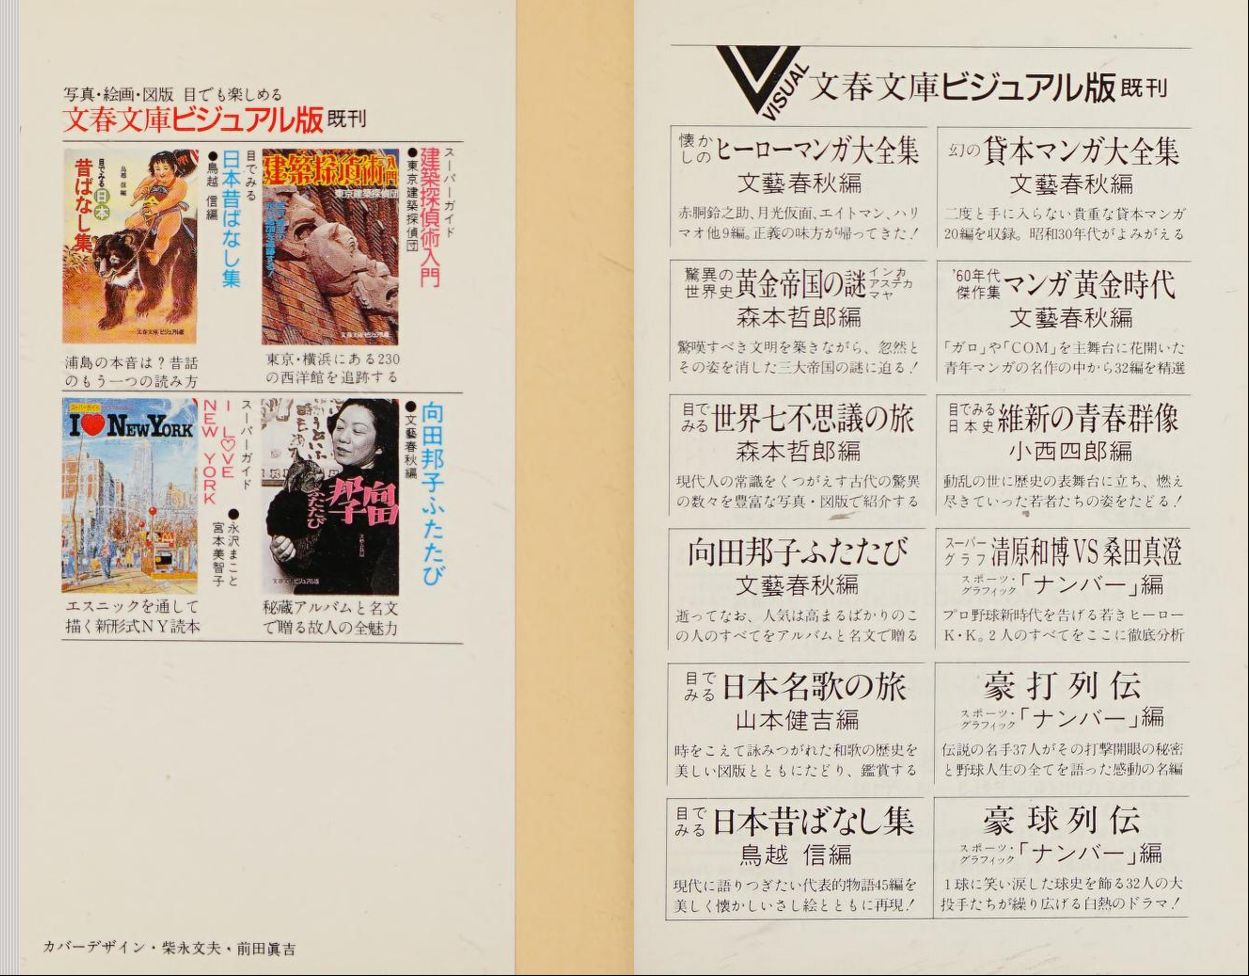 写真・絵画・図版 目でも楽しめる
文春文庫ビジュアル版既刊
スーパーガイド
建築探偵術入門
●東京建築探偵団
建築探偵術入門
東京建築探偵団
文春文庫ビジュアル版
東京・横浜にある230
の西洋館を追跡する
目でみる
日本昔ばなし集
●鳥越 信編
目でみる日本
昔ばなし集
鳥越 信編
金
文春文庫ビジュアル版
浦島の本音は?昔話
のもう一つの読み方
向田邦子ふたたび
●文藝春秋編
向田
邦子
ふたたび
文春文庫ビジュアル版
秘蔵アルバムと名文
で贈る故人の全魅力
スーパーガイド
I L♡VE
NEW YORK
●永沢まこと
宮本美智子
I♥NEW YORK
エスニックを通して
描く新形式NY読本
カバーデザイン・柴永文夫・前田眞吉
VISUAL
文春文庫ビジュアル版既刊
懐かしのヒーローマンガ大全集
文藝春秋編
赤胴鈴之助、月光仮面、エイトマン、ハリ
マオ他9編。正義の味方が帰ってきた!
驚異の世界史黄金帝国の謎インカアステカマヤ
森本哲郎編
驚嘆すべき文明を築きながら、忽然と
その姿を消した三大帝国の謎に迫る!
目でみる世界七不思議の旅
森本哲郎編
現代人の常識をくつがえす古代の驚異
の数々を豊富な写真・図版で紹介する
向田邦子ふたたび
文藝春秋編
逝ってなお、人気は高まるばかりのこ
の人のすべてをアルバムと名文で贈る
目でみる日本名歌の旅
山本健吉編
時をこえて詠みつがれた和歌の歴史を
美しい図版とともにたどり、鑑賞する
目でみる日本昔ばなし集
鳥越 信編
現代に語りつぎたい代表的物語45編を
美しく懐かしいさし絵とともに再現!
幻の貸本マンガ大全集
文藝春秋編
二度と手に入らない貴重な貸本マンガ
20編を収録。昭和30年代がよみがえる
'60年代傑作集マンガ黄金時代
文藝春秋編
「ガロ」や「COM」を主舞台に花開いた
青年マンガの名作の中から32編を精選
目でみる日本史維新の青春群像
小西四郎編
動乱の世に歴史の表舞台に立ち、燃え
尽きていった若者たちの姿をたどる!
スーパーグラフ清原和博VS桑田真澄
スポーツ・グラフィック「ナンバー」編
プロ野球新時代を告げる若きヒーロー
K・K。2人のすべてをここに徹底分析
豪打列伝
スポーツ・グラフィック「ナンバー」編
伝説の名手37人がその打撃開眼の秘密
と野球人生の全てを語った感動の名編
豪球列伝
スポーツ・グラフィック「ナンバー」編
1球に笑い涙した球史を飾る32人の大
投手たちが繰り広げる白熱のドラマ!